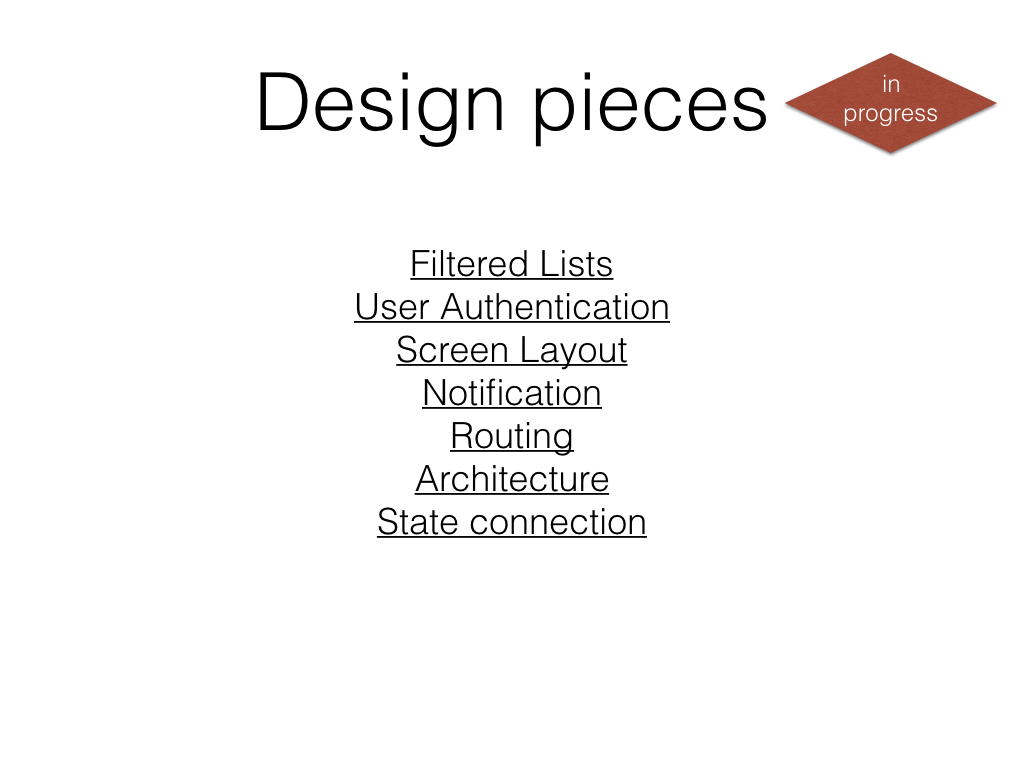 Design pieces
in
progress
Filtered Lists
User Authentication
Screen Layout
Notification
Routing
Architecture
State connection